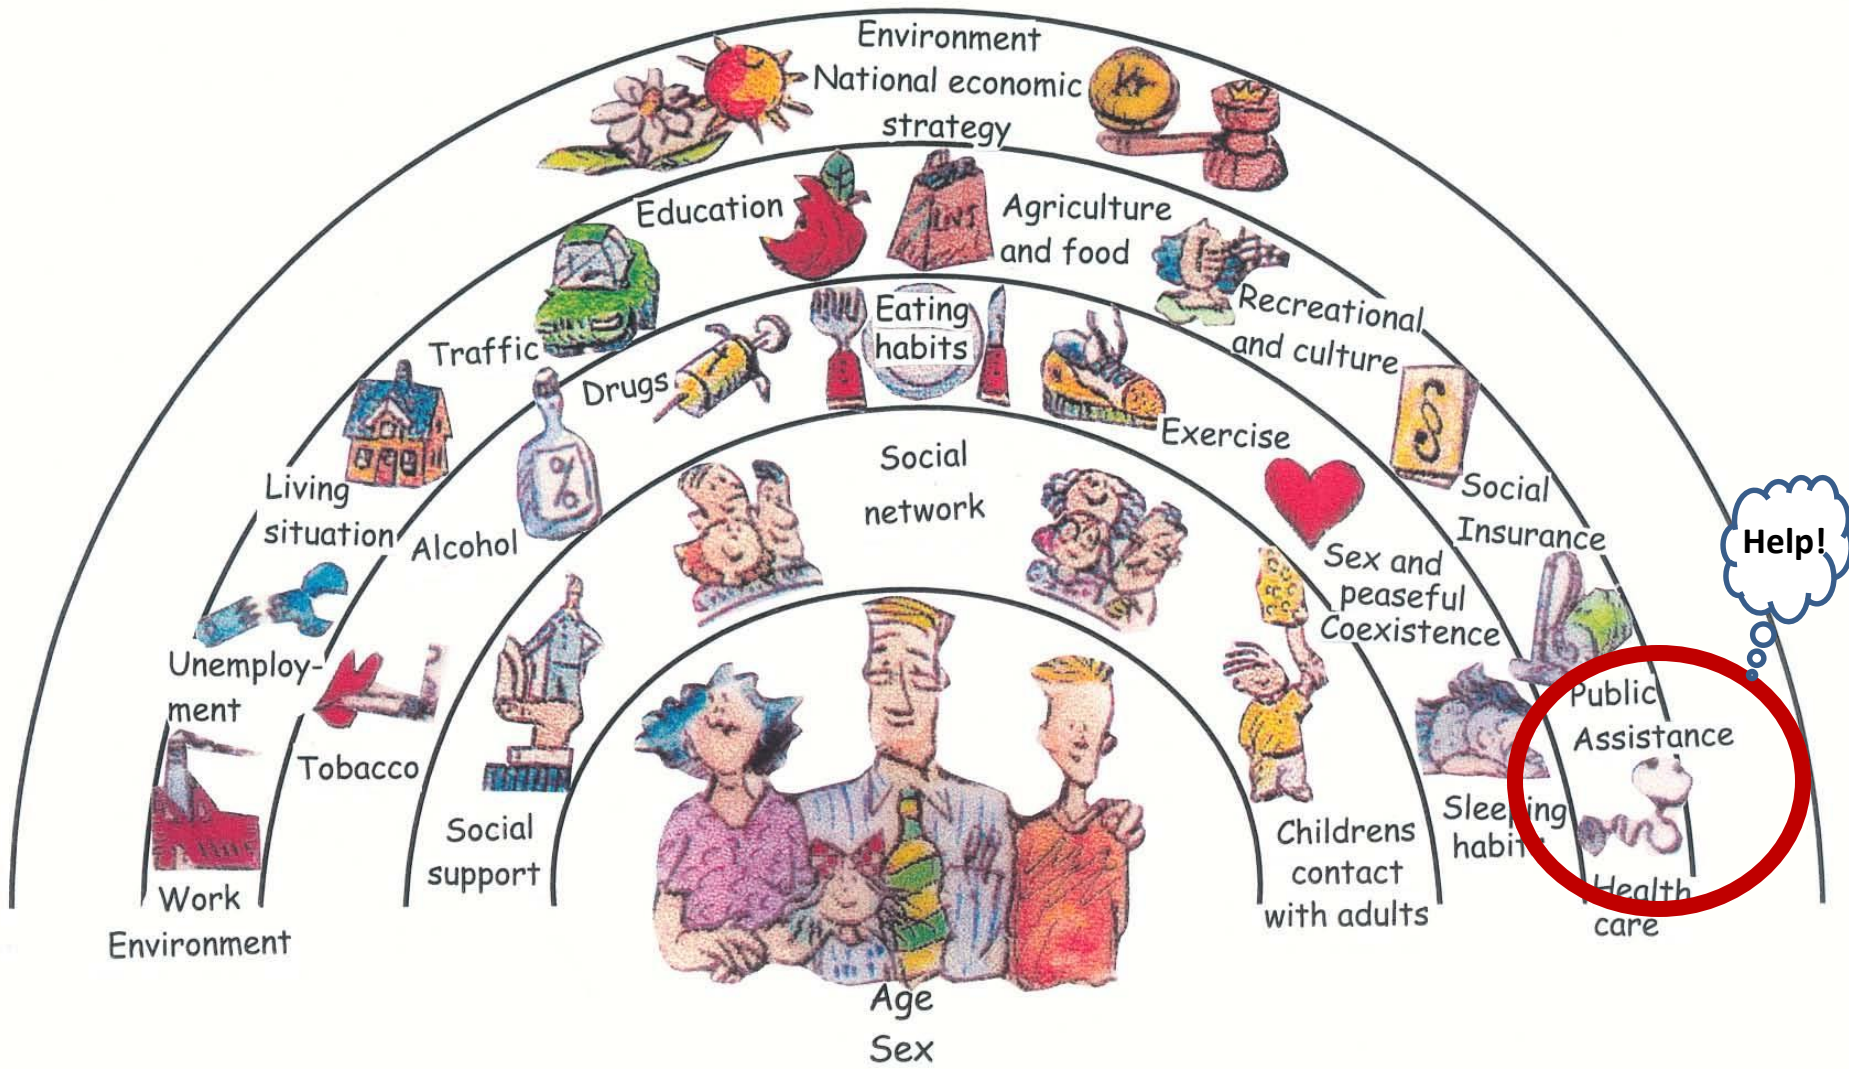 Environment
National economic
strategy
Kr
Education
Agriculture
and food
Traffic
Recreational
and culture
Drugs
Eating
habits
Exercise
Living
situation
Alcohol
%
Social
network
Social
Insurance
Sex and
peaseful
Coexistence
Help!
Unemploy-
ment
Tobacco
Public
Assistance
Work
Environment
Social
support
Childrens
contact
with adults
Sleeping
habits
Health
care
Age
Sex